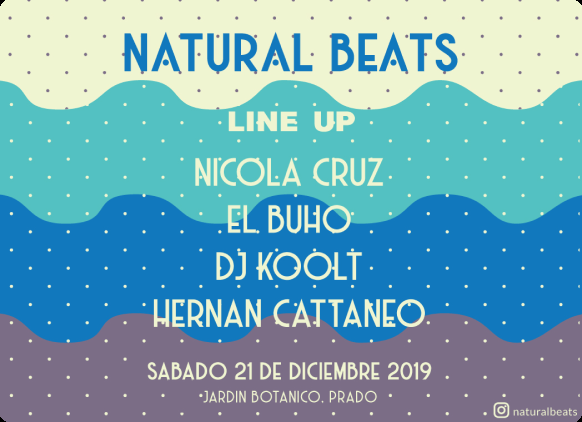 NATURAL BEATS
LINE UP
NICOLA CRUZ
EL BUHO
DJ KOOLT
HERNAN CATTANEO
SABADO 21 DE DICIEMBRE 2019
JARDIN BOTANICO, PRADO
naturalbeats